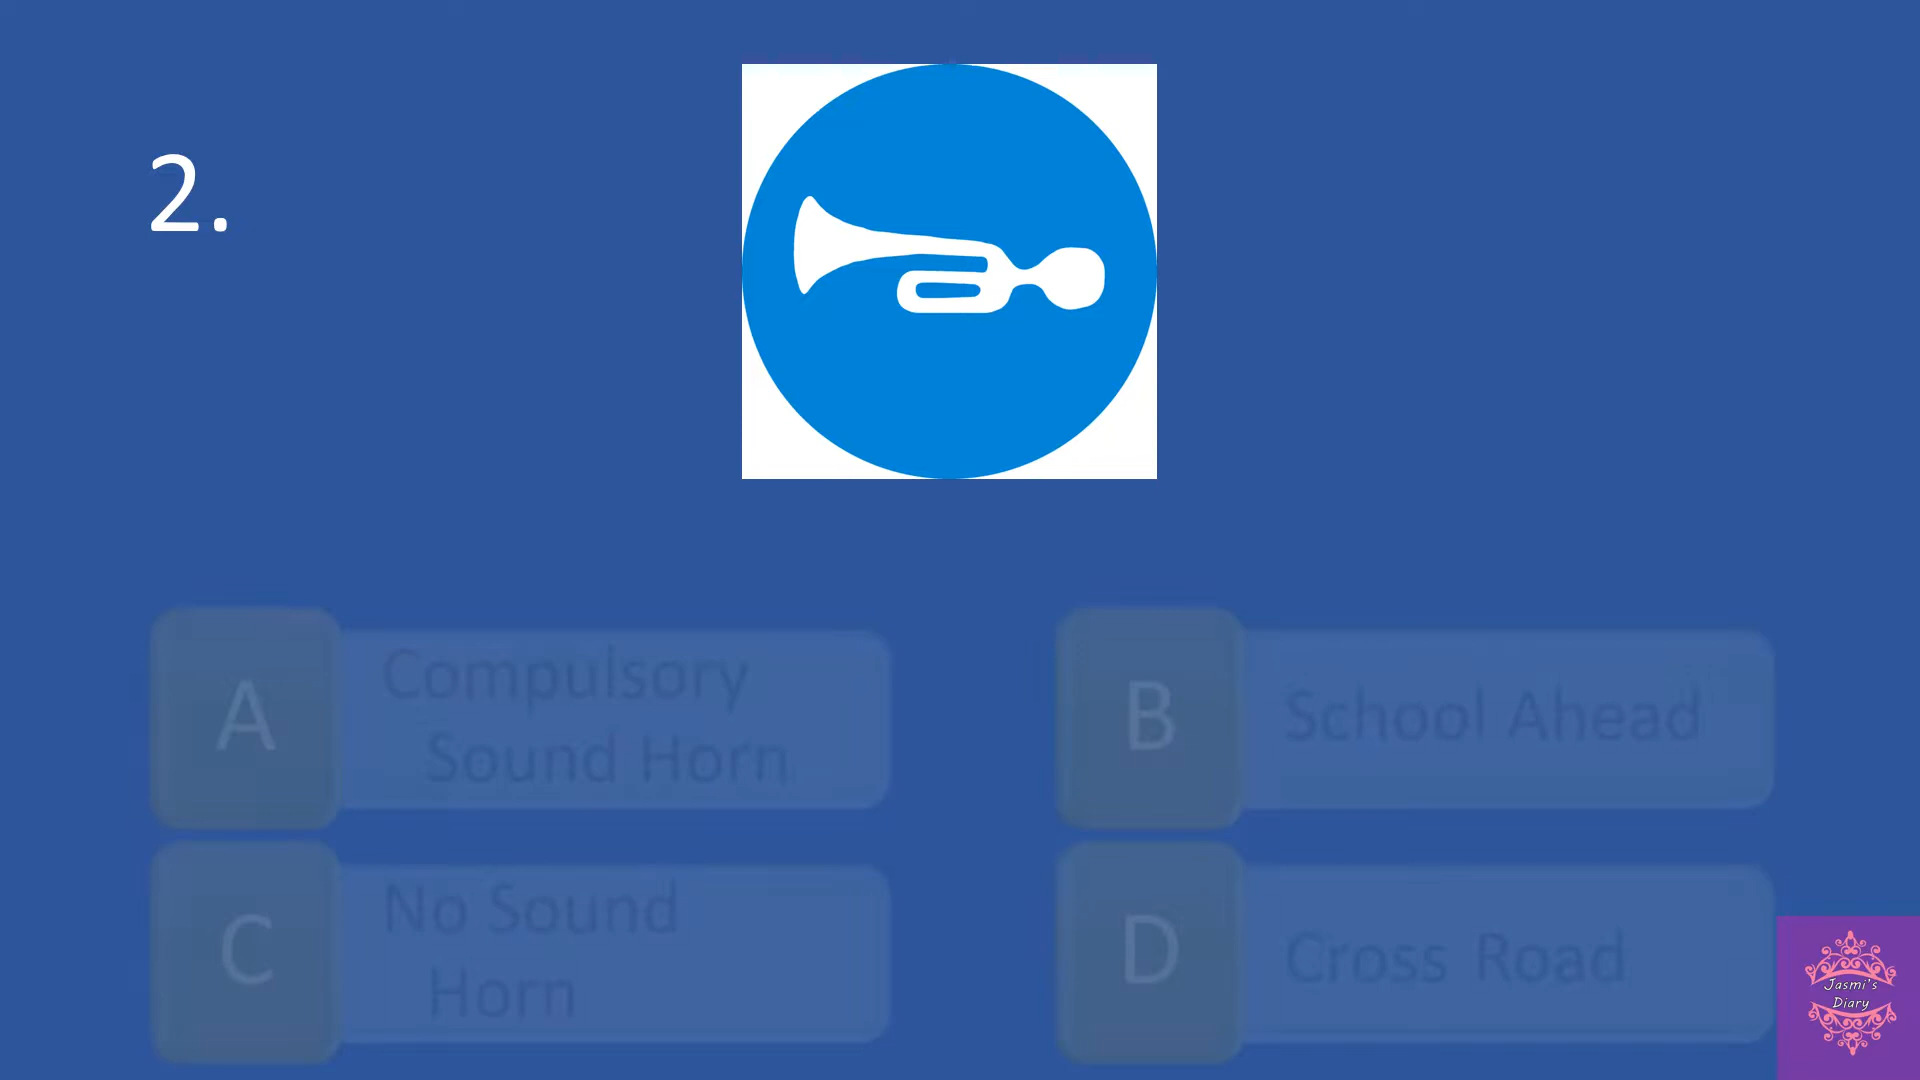 2.
A
Compulsory
Sound Horn
B
School Ahead
C
No Sound
Horn
D
Cross Road
Jasmi's
Diary